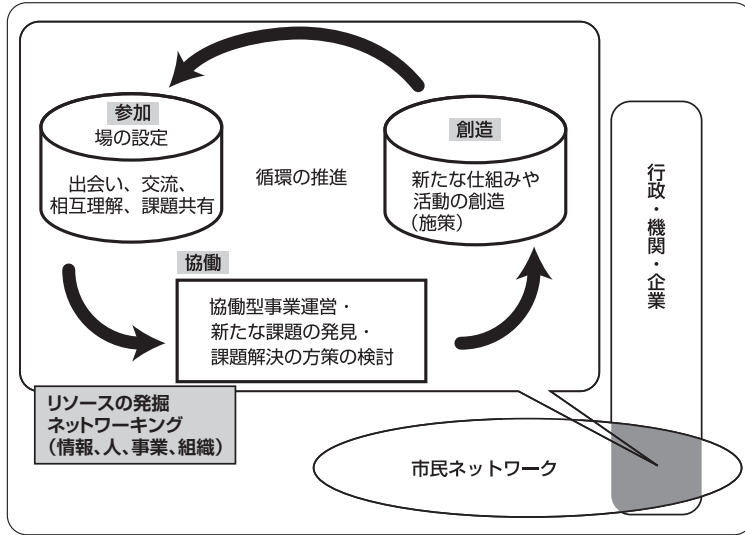 参加
場の設定
出会い、交流、
相互理解、課題共有
循環の推進
創造
新たな仕組みや
活動の創造
(施策)
協働
協働型事業運営・
新たな課題の発見・
課題解決の方策の検討
リソースの発掘
ネットワーキング
(情報、人、事業、組織)
行政・機関・企業
市民ネットワーク